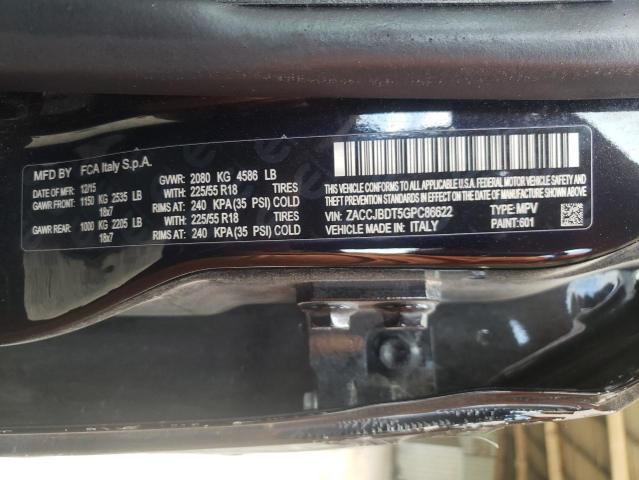 MFD BY FCA Italy S.p.A.
DATE OF MFR: 12/15
GAWR FRONT: 1150 KG 2535 LB
18x7
GAWR REAR: 1000 KG 2205 LB
18x7
GVWR: 2080 KG 4586 LB
WITH: 225/55 R18 TIRES
RIMS AT: 240 KPA(35 PSI) COLD
WITH: 225/55 R18 TIRES
RIMS AT: 240 KPA(35 PSI) COLD
THIS VEHICLE CONFORMS TO ALL APPLICABLE U.S.A. FEDERAL MOTOR VEHICLE SAFETY, BUMPER, AND
THEFT PREVENTION STANDARDS IN EFFECT ON THE DATE OF MANUFACTURE SHOWN ABOVE.
VIN: ZACCJBDT5GPC86622 TYPE: MPV
VEHICLE MADE IN: ITALY PAINT: 601